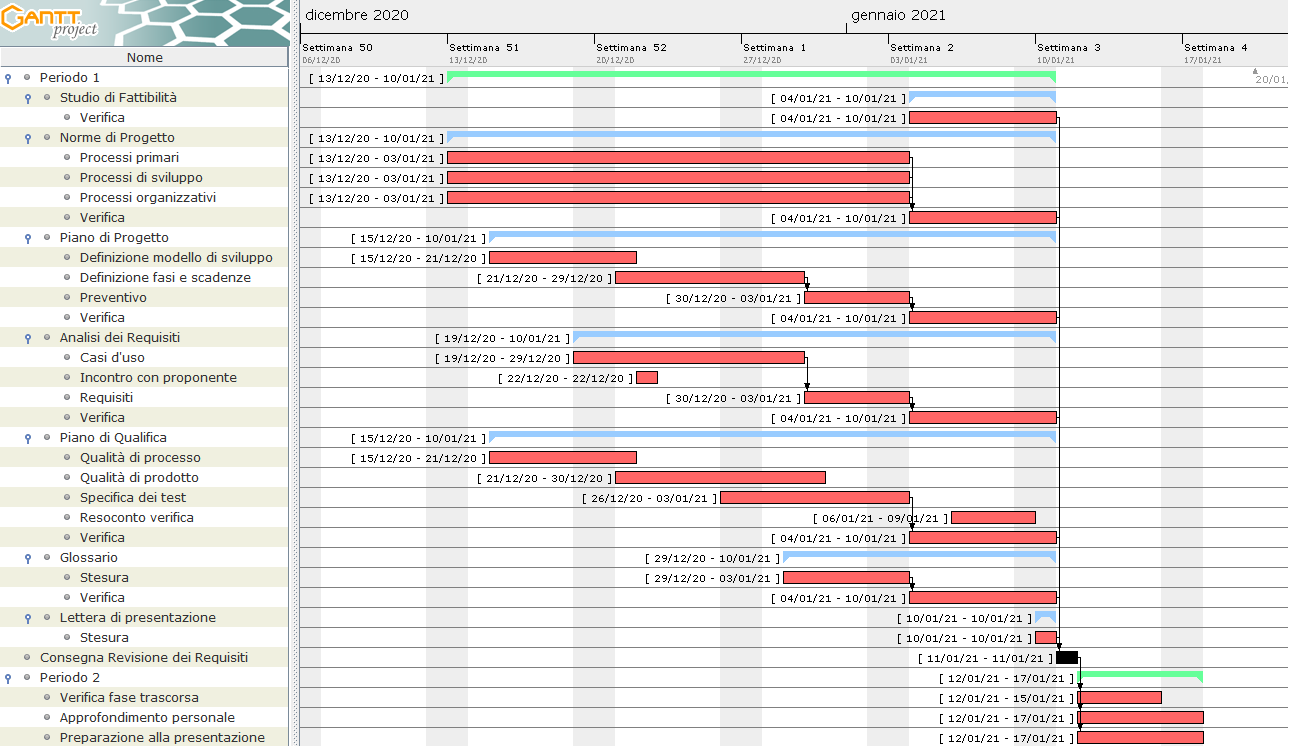 GANTT project
dicembre 2020
gennaio 2021
Settimana 50
Settimana 51
Settimana 52
Settimana 1
Settimana 2
Settimana 3
Settimana 4
Nome
06/12/20
13/12/20
20/12/20
27/12/20
03/01/21
10/01/21
17/01/21
20/01,
Periodo 1 [ 13/12/20 - 10/01/21 ]
Studio di Fattibilità [ 04/01/21 - 10/01/21 ]
Verifica [ 04/01/21 - 10/01/21 ]
Norme di Progetto [ 13/12/20 - 10/01/21 ]
Processi primari [ 13/12/20 - 03/01/21 ]
Processi di sviluppo [ 13/12/20 - 03/01/21 ]
Processi organizzativi [ 13/12/20 - 03/01/21 ]
Verifica [ 04/01/21 - 10/01/21 ]
Piano di Progetto [ 15/12/20 - 10/01/21 ]
Definizione modello di sviluppo [ 15/12/20 - 21/12/20 ]
Definizione fasi e scadenze [ 21/12/20 - 29/12/20 ]
Preventivo [ 30/12/20 - 03/01/21 ]
Verifica [ 04/01/21 - 10/01/21 ]
Analisi dei Requisiti [ 19/12/20 - 10/01/21 ]
Casi d'uso [ 19/12/20 - 29/12/20 ]
Incontro con proponente [ 22/12/20 - 22/12/20 ]
Requisiti [ 30/12/20 - 03/01/21 ]
Verifica [ 04/01/21 - 10/01/21 ]
Piano di Qualifica [ 15/12/20 - 10/01/21 ]
Qualità di processo [ 15/12/20 - 21/12/20 ]
Qualità di prodotto [ 21/12/20 - 30/12/20 ]
Specifica dei test [ 26/12/20 - 03/01/21 ]
Resoconto verifica [ 06/01/21 - 09/01/21 ]
Verifica [ 04/01/21 - 10/01/21 ]
Glossario [ 29/12/20 - 10/01/21 ]
Stesura [ 29/12/20 - 03/01/21 ]
Verifica [ 04/01/21 - 10/01/21 ]
Lettera di presentazione [ 10/01/21 - 10/01/21 ]
Stesura [ 10/01/21 - 10/01/21 ]
Consegna Revisione dei Requisiti [ 11/01/21 - 11/01/21 ]
Periodo 2 [ 12/01/21 - 17/01/21 ]
Verifica fase trascorsa [ 12/01/21 - 15/01/21 ]
Approfondimento personale [ 12/01/21 - 17/01/21 ]
Preparazione alla presentazione [ 12/01/21 - 17/01/21 ]